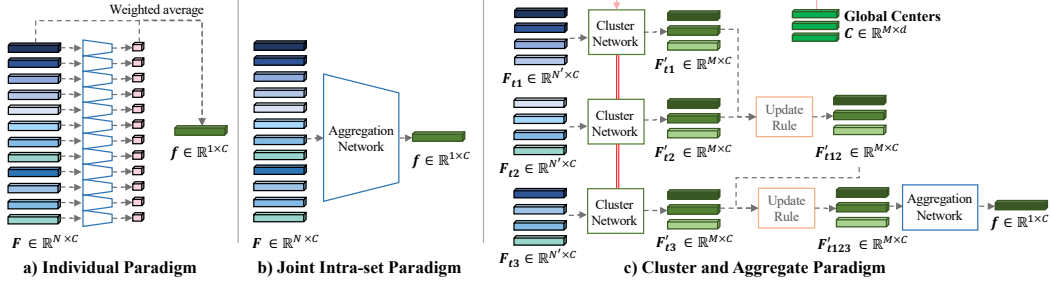 Weighted average
𝑭 ∈ ℝ^{N×C}
𝒇 ∈ ℝ^{1×C}
a) Individual Paradigm
Aggregation
Network
𝑭 ∈ ℝ^{N×C}
𝒇 ∈ ℝ^{1×C}
b) Joint Intra-set Paradigm
Cluster
Network
𝑭_{t1} ∈ ℝ^{N'×C}
𝑭'_{t1} ∈ ℝ^{M×C}
Global Centers
𝑪 ∈ ℝ^{M×d}
Cluster
Network
𝑭_{t2} ∈ ℝ^{N'×C}
𝑭'_{t2} ∈ ℝ^{M×C}
Update
Rule
𝑭'_{t12} ∈ ℝ^{M×C}
Cluster
Network
𝑭_{t3} ∈ ℝ^{N'×C}
𝑭'_{t3} ∈ ℝ^{M×C}
Update
Rule
𝑭'_{t123} ∈ ℝ^{M×C}
Aggregation
Network
𝒇 ∈ ℝ^{1×C}
c) Cluster and Aggregate Paradigm